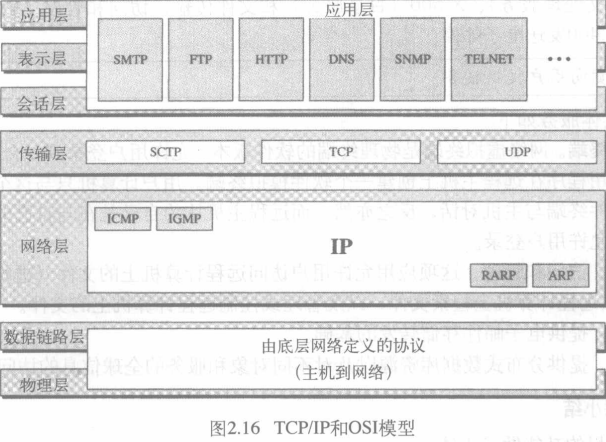 应用层
应用层
表示层
SMTP FTP HTTP DNS SNMP TELNET •••
会话层
传输层
SCTP TCP UDP
网络层
ICMP IGMP
IP
RARP ARP
数据链路层
物理层
由底层网络定义的协议
(主机到网络)
图2.16 TCP/IP和OSI模型